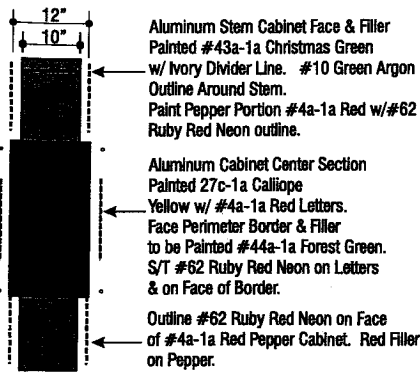 12"
10"
Aluminum Stem Cabinet Face & Filler
Painted #43a-1a Christmas Green
w/ Ivory Divider Line. #10 Green Argon
Outline Around Stem.
Paint Pepper Portion #4a-1a Red w/#62
Ruby Red Neon outline.
Aluminum Cabinet Center Section
Painted 27c-1a Calliope
Yellow w/ #4a-1a Red Letters.
Face Perimeter Border & Filler
to be Painted #44a-1a Forest Green.
S/T #62 Ruby Red Neon on Letters
& on Face of Border.
Outline #62 Ruby Red Neon on Face
of #4a-1a Red Pepper Cabinet. Red Filler
on Pepper.